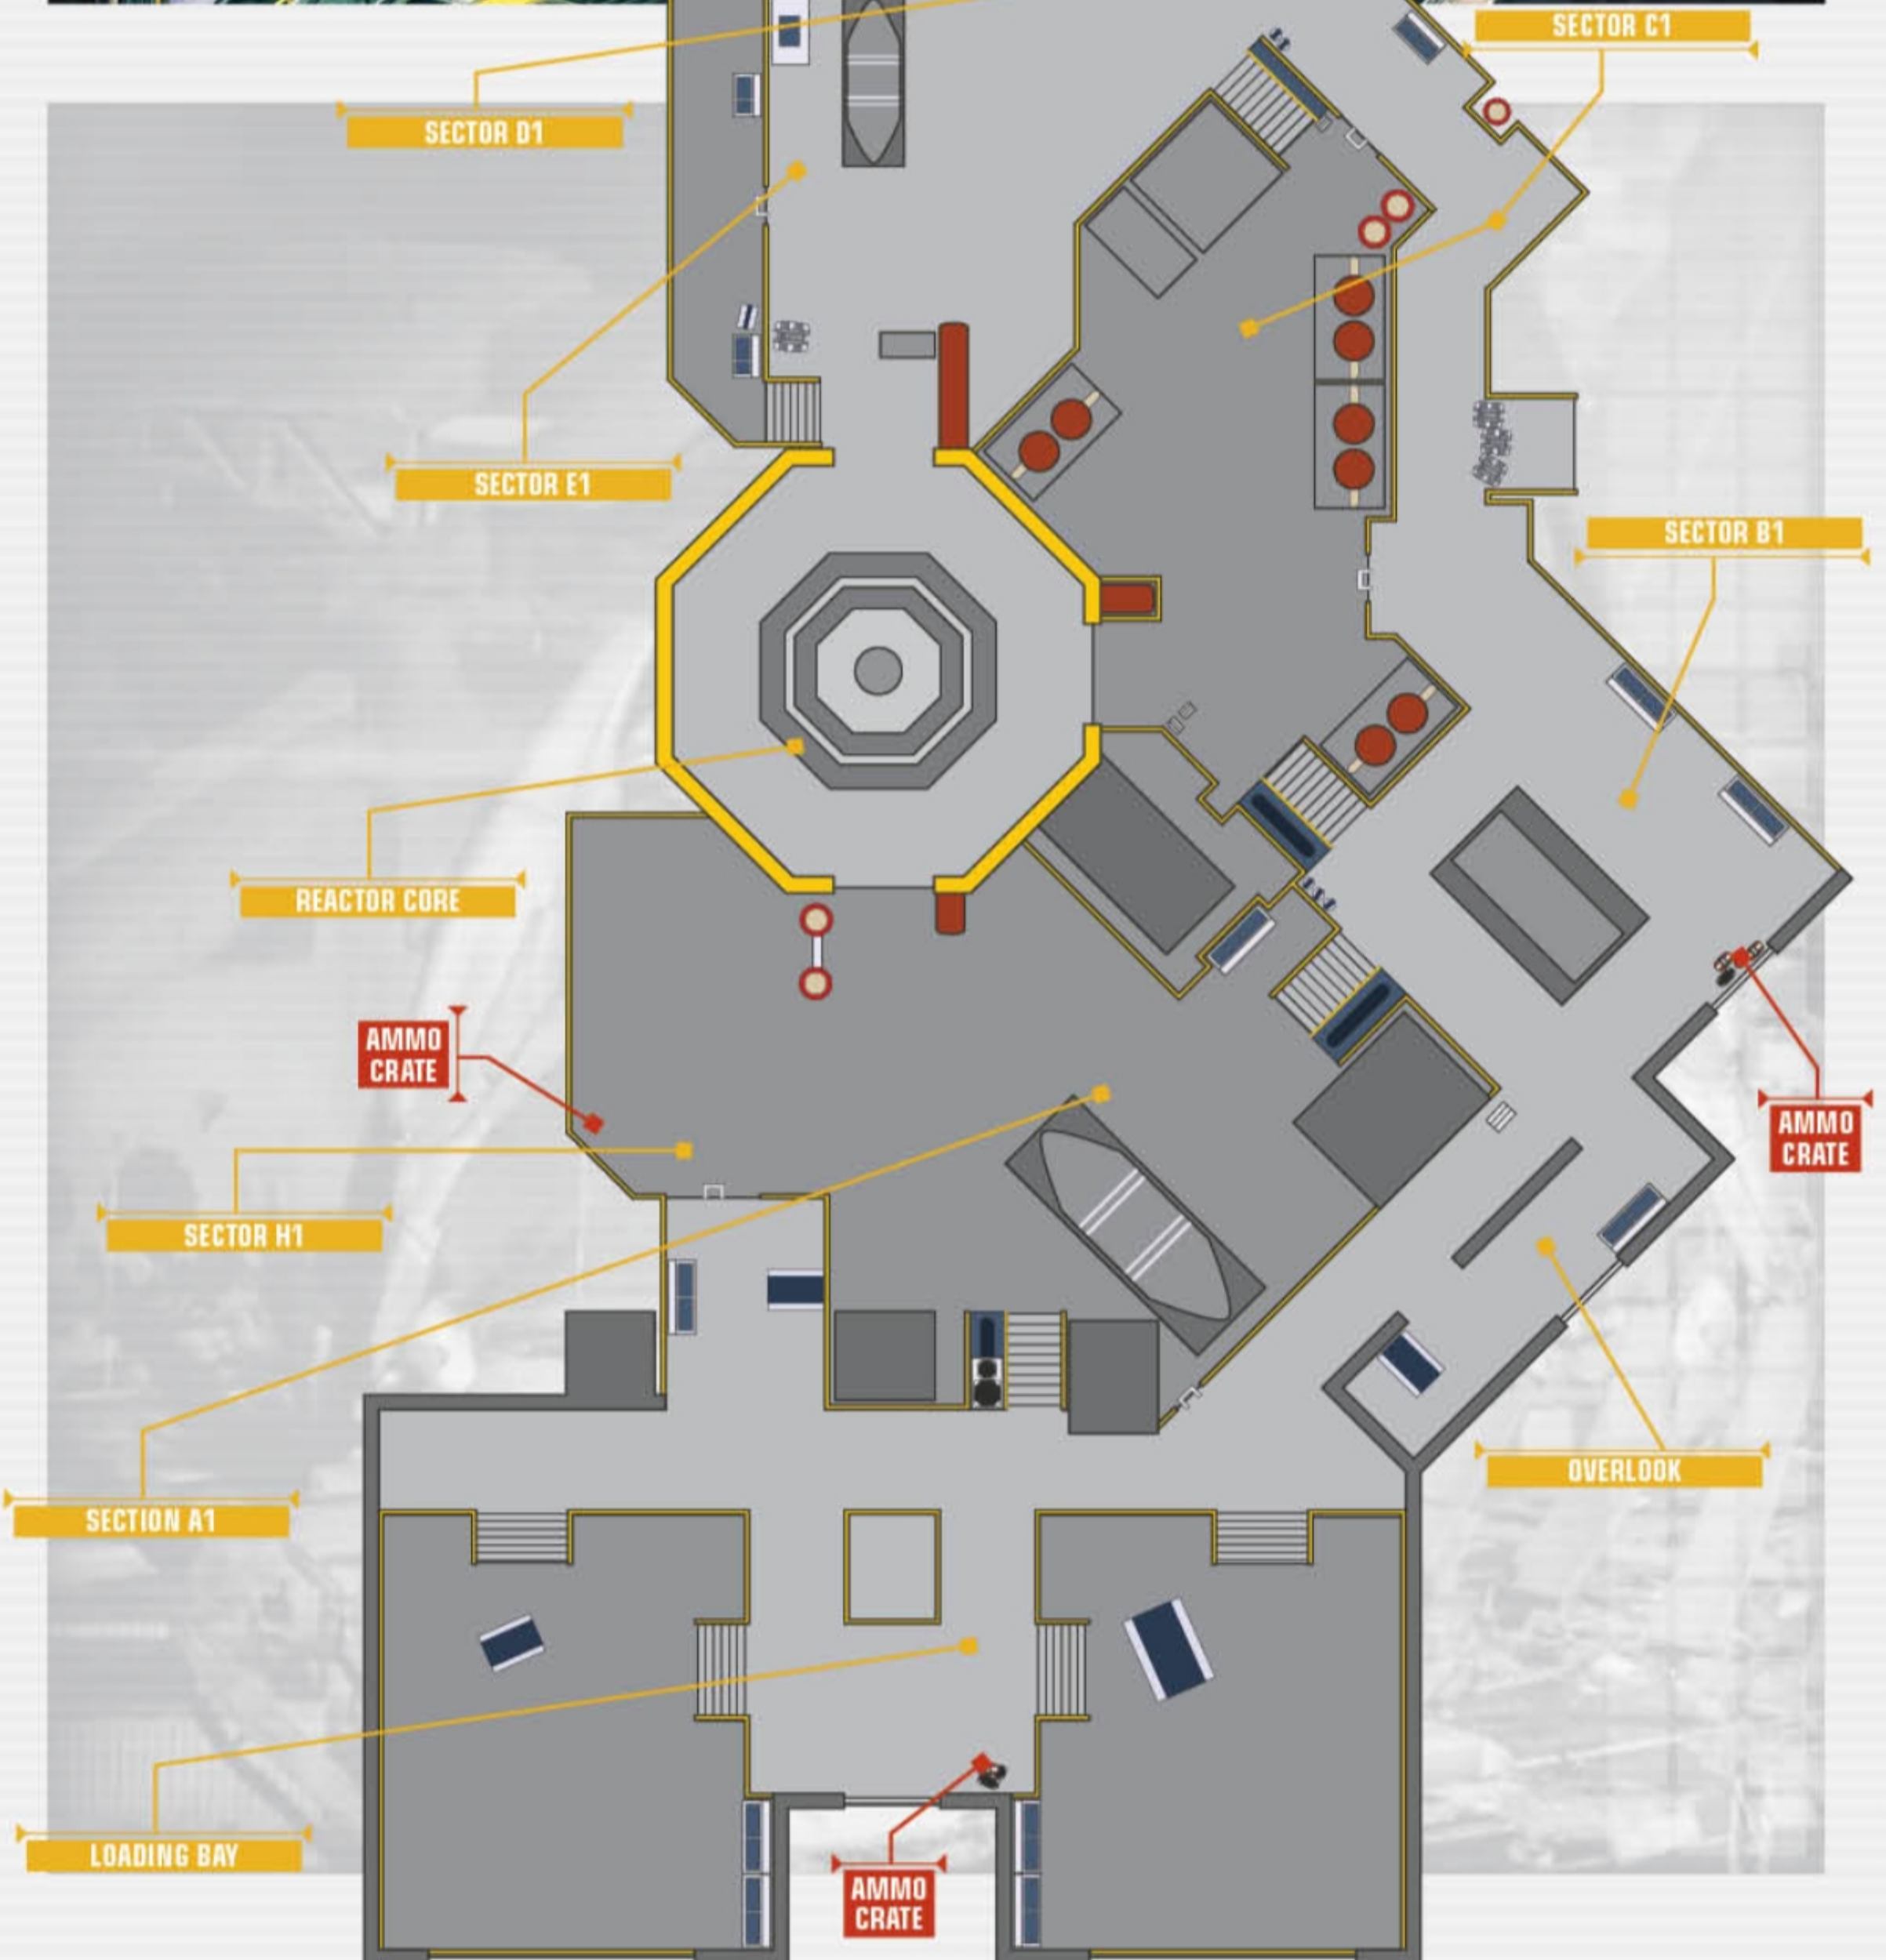 SECTOR C1
SECTOR D1
SECTOR E1
SECTOR B1
REACTOR CORE
AMMO
CRATE
AMMO
CRATE
SECTOR H1
OVERLOOK
SECTION A1
LOADING BAY
AMMO
CRATE